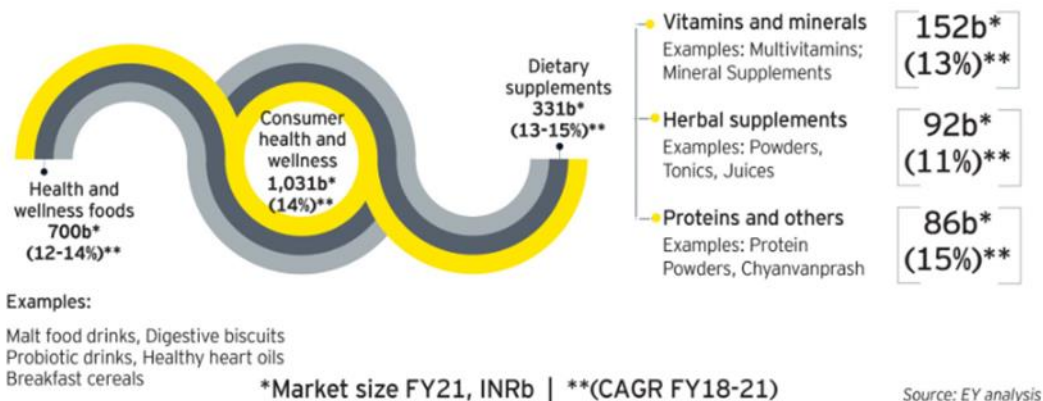 Health and
wellness foods
700b*
(12-14%)**
Consumer
health and
wellness
1,031b*
(14%)**
Dietary
supplements
331b*
(13-15%)**
Vitamins and minerals
Examples: Multivitamins;
Mineral Supplements
152b*
(13%)**
Herbal supplements
Examples: Powders,
Tonics, Juices
92b*
(11%)**
Proteins and others
Examples: Protein
Powders, Chyanvanprash
86b*
(15%)**
Examples:
Malt food drinks, Digestive biscuits
Probiotic drinks, Healthy heart oils
Breakfast cereals
*Market size FY21, INRb | **(CAGR FY18-21)
Source: EY analysis